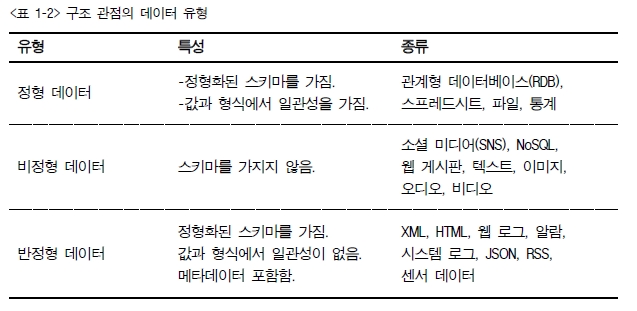 <표 1-2> 구조 관점의 데이터 유형
유형 특성 종류
정형 데이터
-정형화된 스키마를 가짐.
-값과 형식에서 일관성을 가짐.
관계형 데이터베이스(RDB),
스프레드시트, 파일, 통계
비정형 데이터
스키마를 가지지 않음.
소셜 미디어(SNS), NoSQL,
웹 게시판, 텍스트, 이미지,
오디오, 비디오
반정형 데이터
정형화된 스키마를 가짐.
값과 형식에서 일관성이 없음.
메타데이터 포함함.
XML, HTML, 웹 로그, 알람,
시스템 로그, JSON, RSS,
센서 데이터